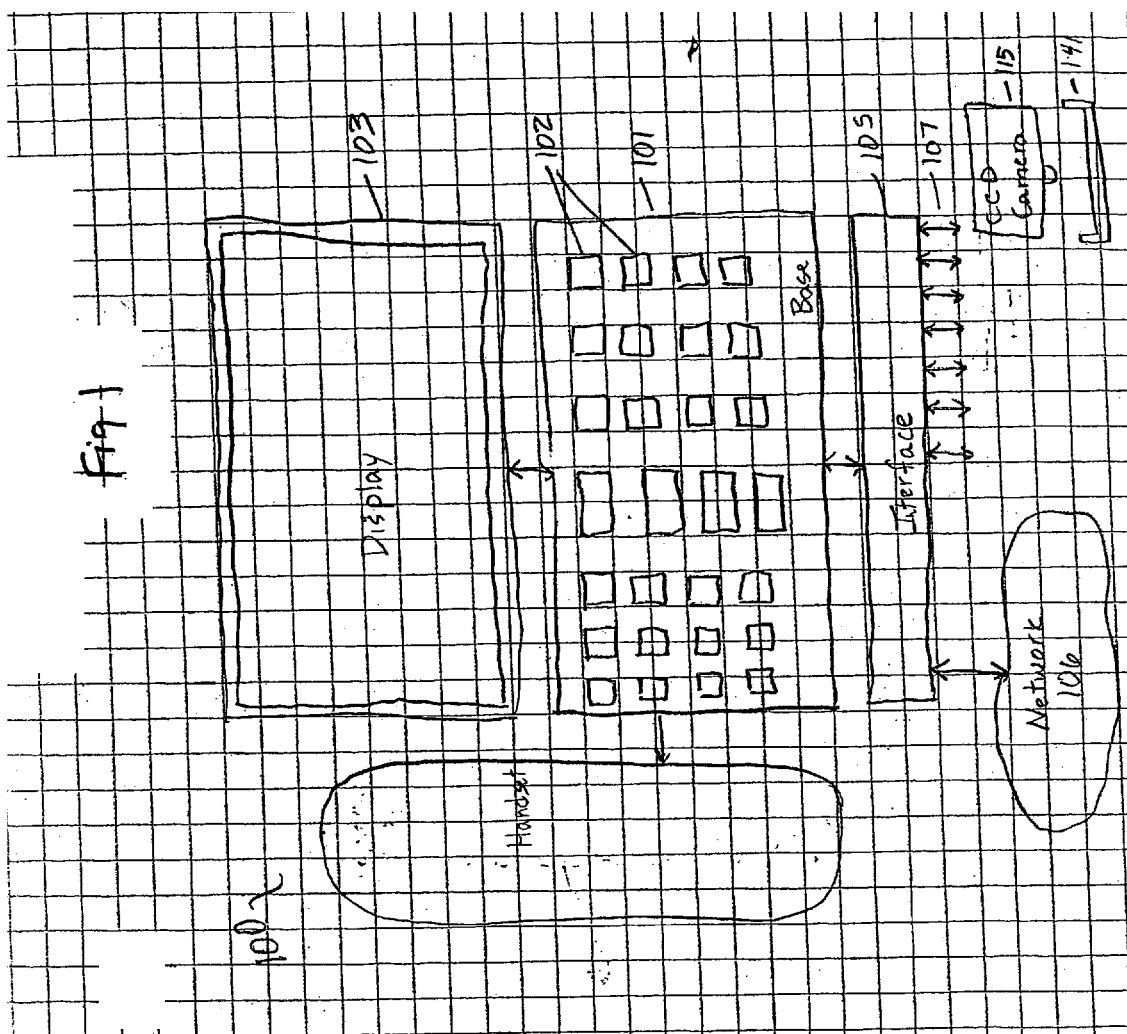 Fig 1
100
103
Display
102
101
Handset
Base
105
Interface
107
Network
106
CCD
Camera
115
141